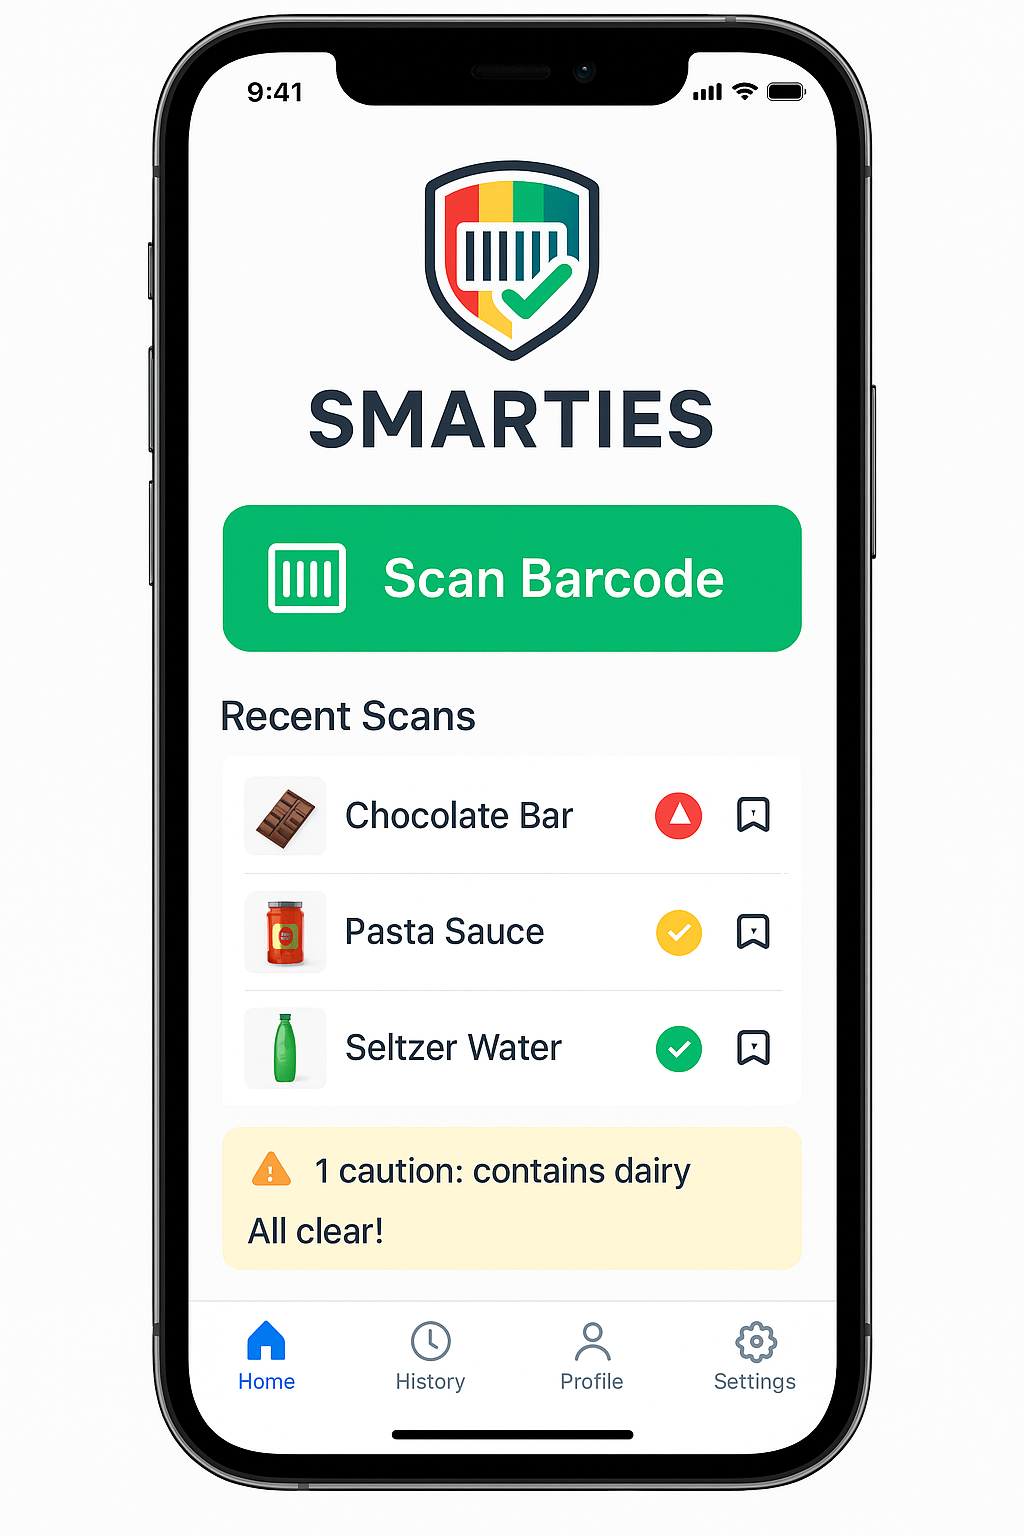 9:41
SMARTIES
Scan Barcode
Recent Scans
Chocolate Bar
Pasta Sauce
Seltzer Water
1 caution: contains dairy
All clear!
Home
History
Profile
Settings